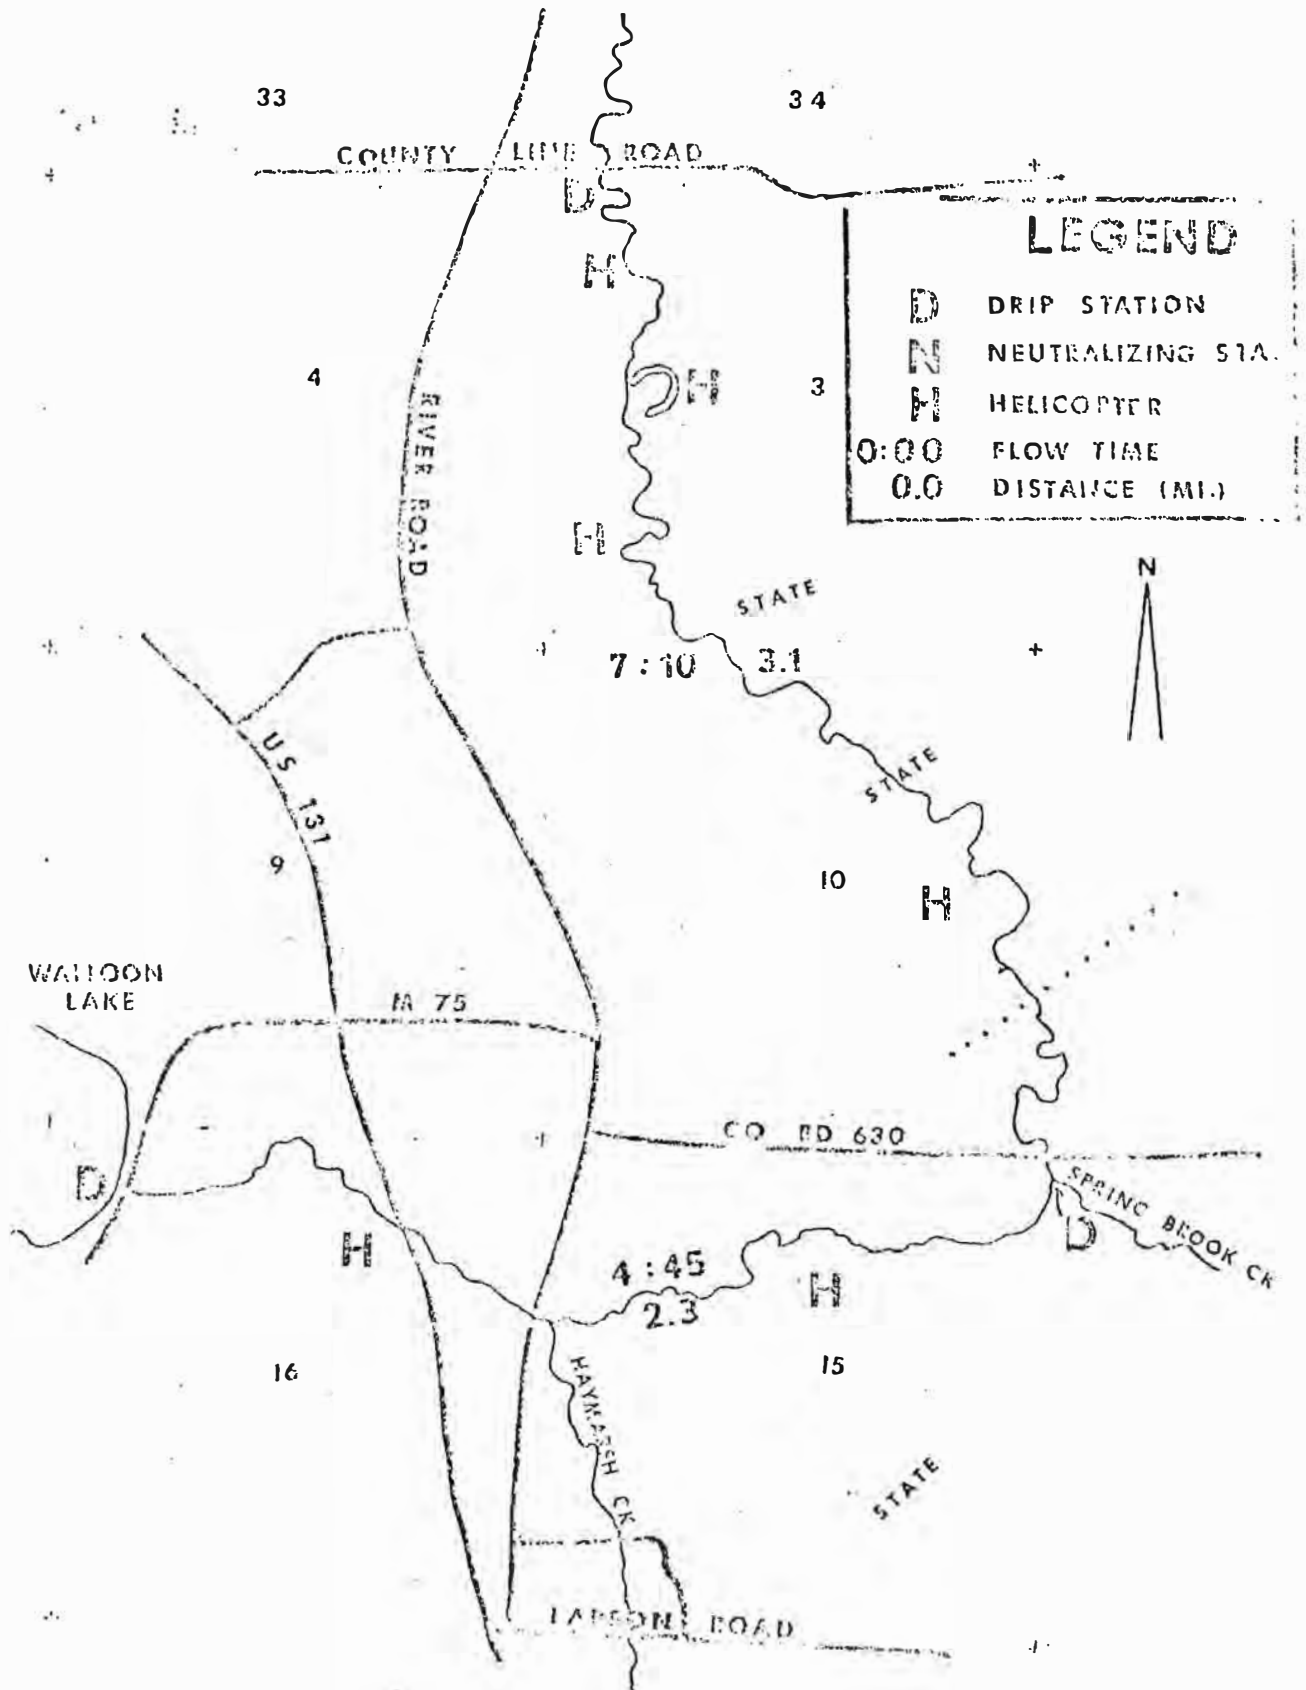 33
34
COUNTY LINE ROAD
D
H
LEGEND
D DRIP STATION
N NEUTRALIZING STA.
H HELICOPTER
0:00 FLOW TIME
0.0 DISTANCE (MI.)
4
H
3
RIVER ROAD
H
N
STATE
7:10 3.1
US 131
STATE
9
10
H
WALLOON
LAKE
M 75
CO RD 630
D
SPRING BROOK CK
D
H
4:45
2.3
H
16
15
HAYMARSH CK
STATE
LARSON ROAD